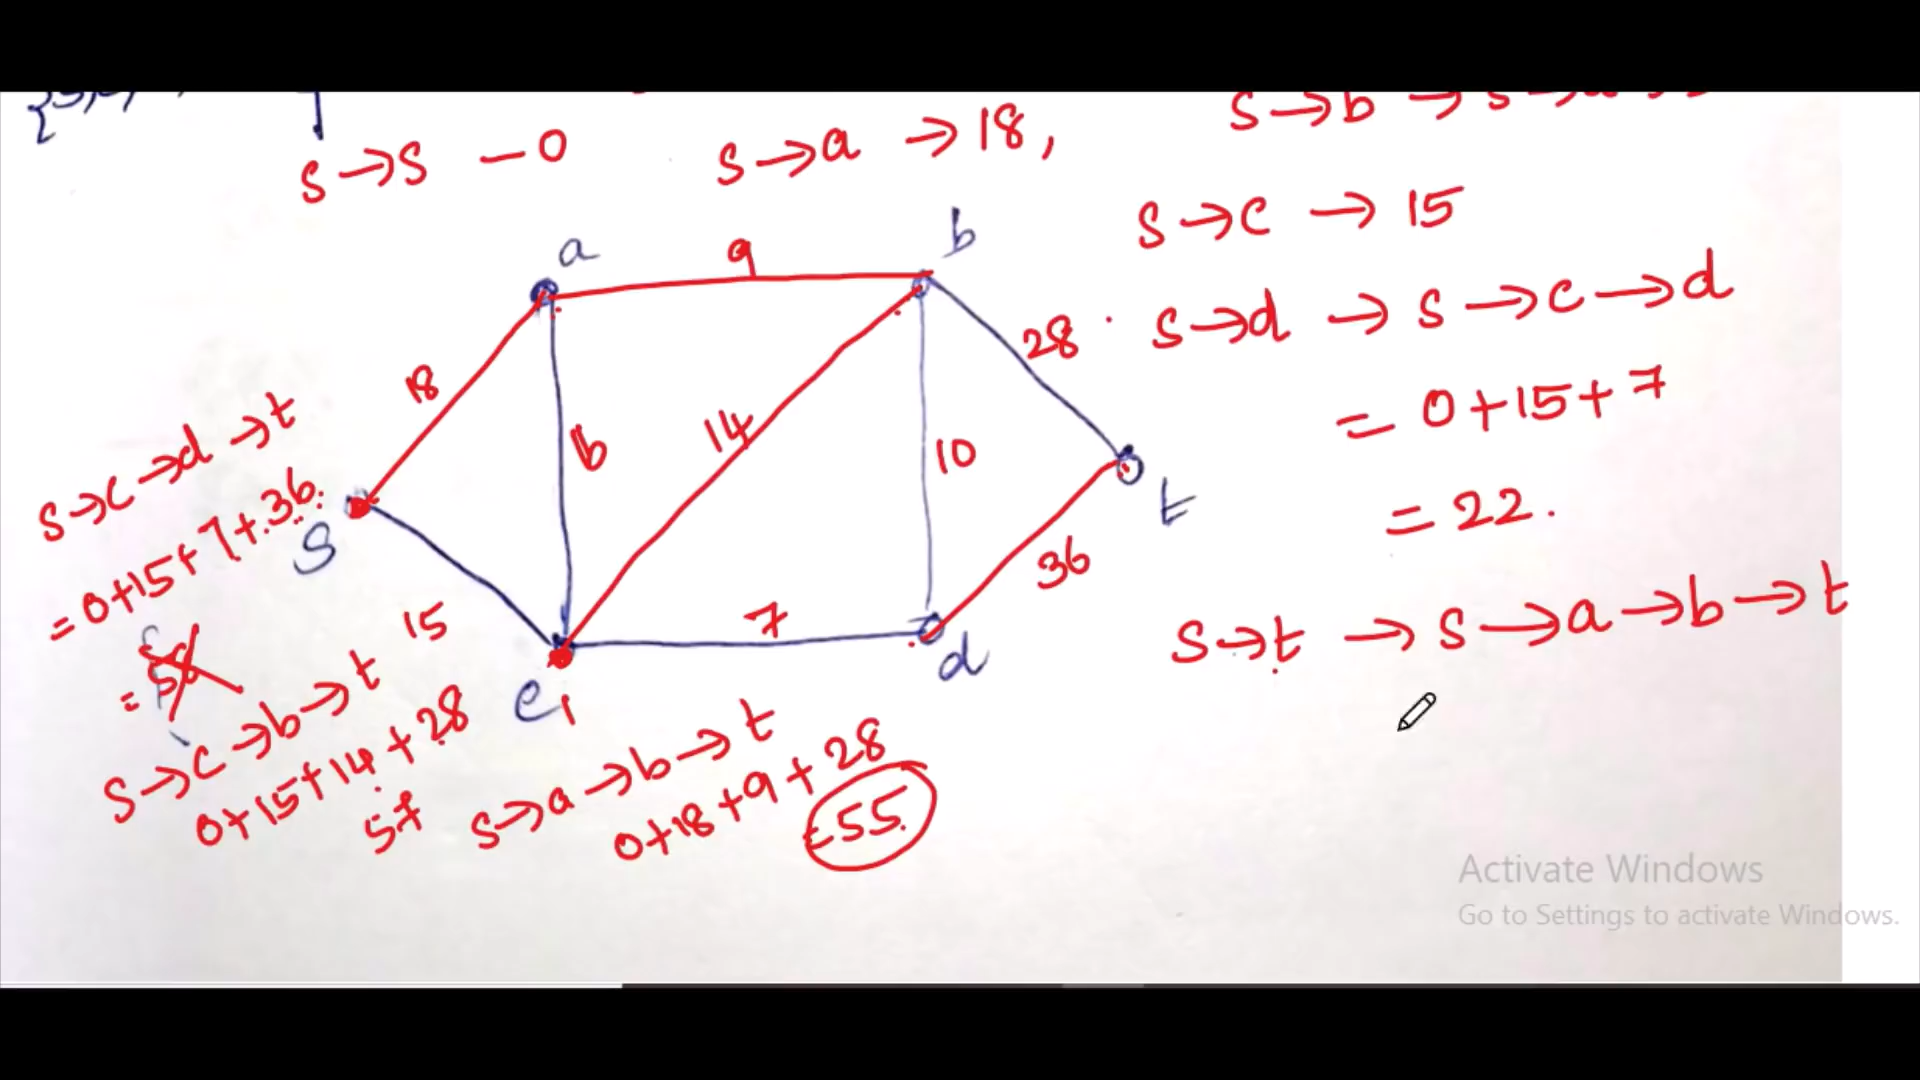 s→s – 0
s→a → 18,
s→b → s→a→
s→c → 15
s→d → s→c→d
= 0+15+7
= 22.
s→t → s→a→b→t
a
9
b
18
b
14
10
28
t
36
S
15
7
d
c
s→c→d→t
= 0+15+7+36
= 58
s→c→b→t
0+15+14+28
57
s→a→b→t
0+18+9+28
=55.
Activate Windows
Go to Settings to activate Windows.